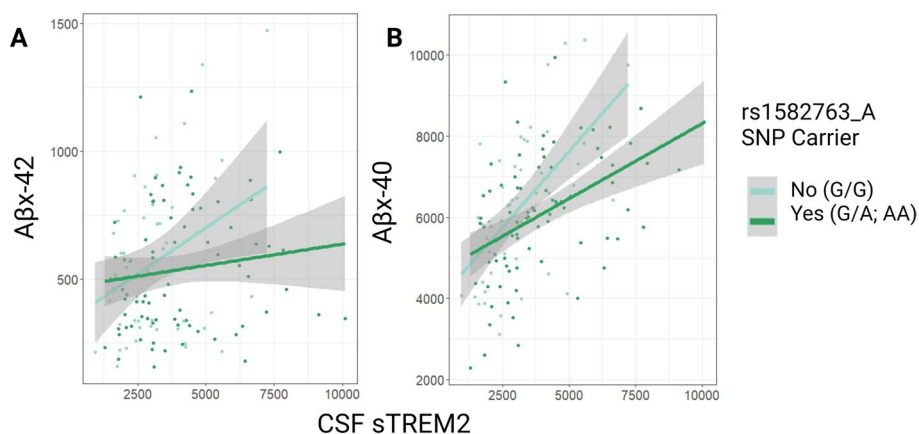 A
B
1500
1000
500
Aβx-42
2500
5000
7500
10000
10000
8000
6000
4000
2000
Aβx-40
2500
5000
7500
10000
CSF sTREM2
rs1582763_A
SNP Carrier
No (G/G)
Yes (G/A; AA)